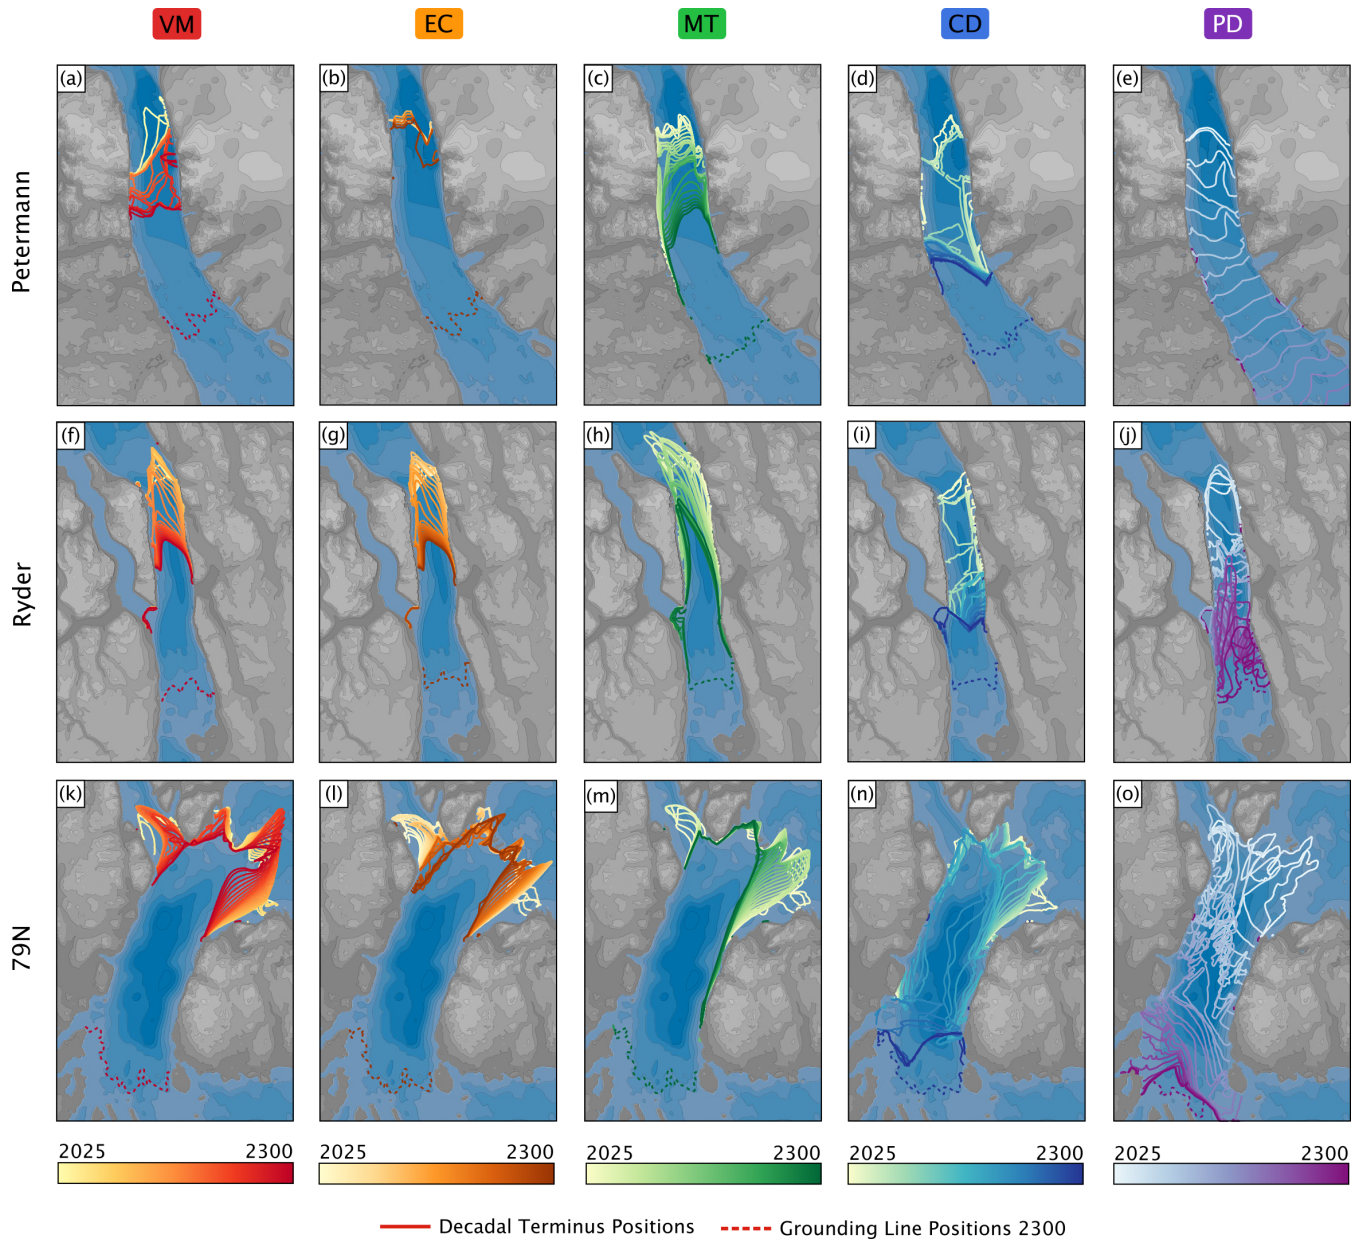 VM EC MT CD PD
Petermann
(a) (b) (c) (d) (e)
Ryder
(f) (g) (h) (i) (j)
79N
(k) (l) (m) (n) (o)
2025 2300 2025 2300 2025 2300 2025 2300 2025 2300
Decadal Terminus Positions Grounding Line Positions 2300